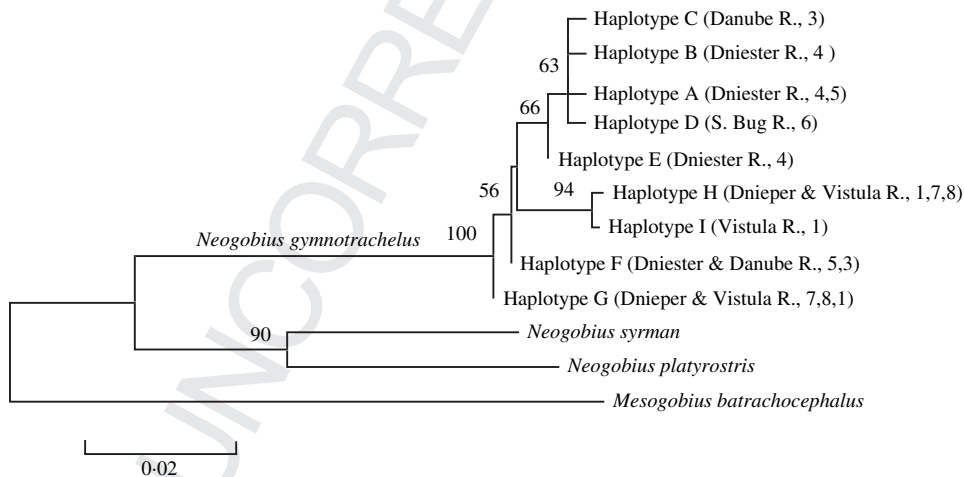 Haplotype C (Danube R., 3)
Haplotype B (Dniester R., 4 )
63
Haplotype A (Dniester R., 4,5)
66
Haplotype D (S. Bug R., 6)
Haplotype E (Dniester R., 4)
94
Haplotype H (Dnieper & Vistula R., 1,7,8)
56
Haplotype I (Vistula R., 1)
100
Neogobius gymnotrachelus
Haplotype F (Dniester & Danube R., 5,3)
Haplotype G (Dnieper & Vistula R., 7,8,1)
90
Neogobius syrman
Neogobius platyrostris
Mesogobius batrachocephalus
0·02
UNCORRE